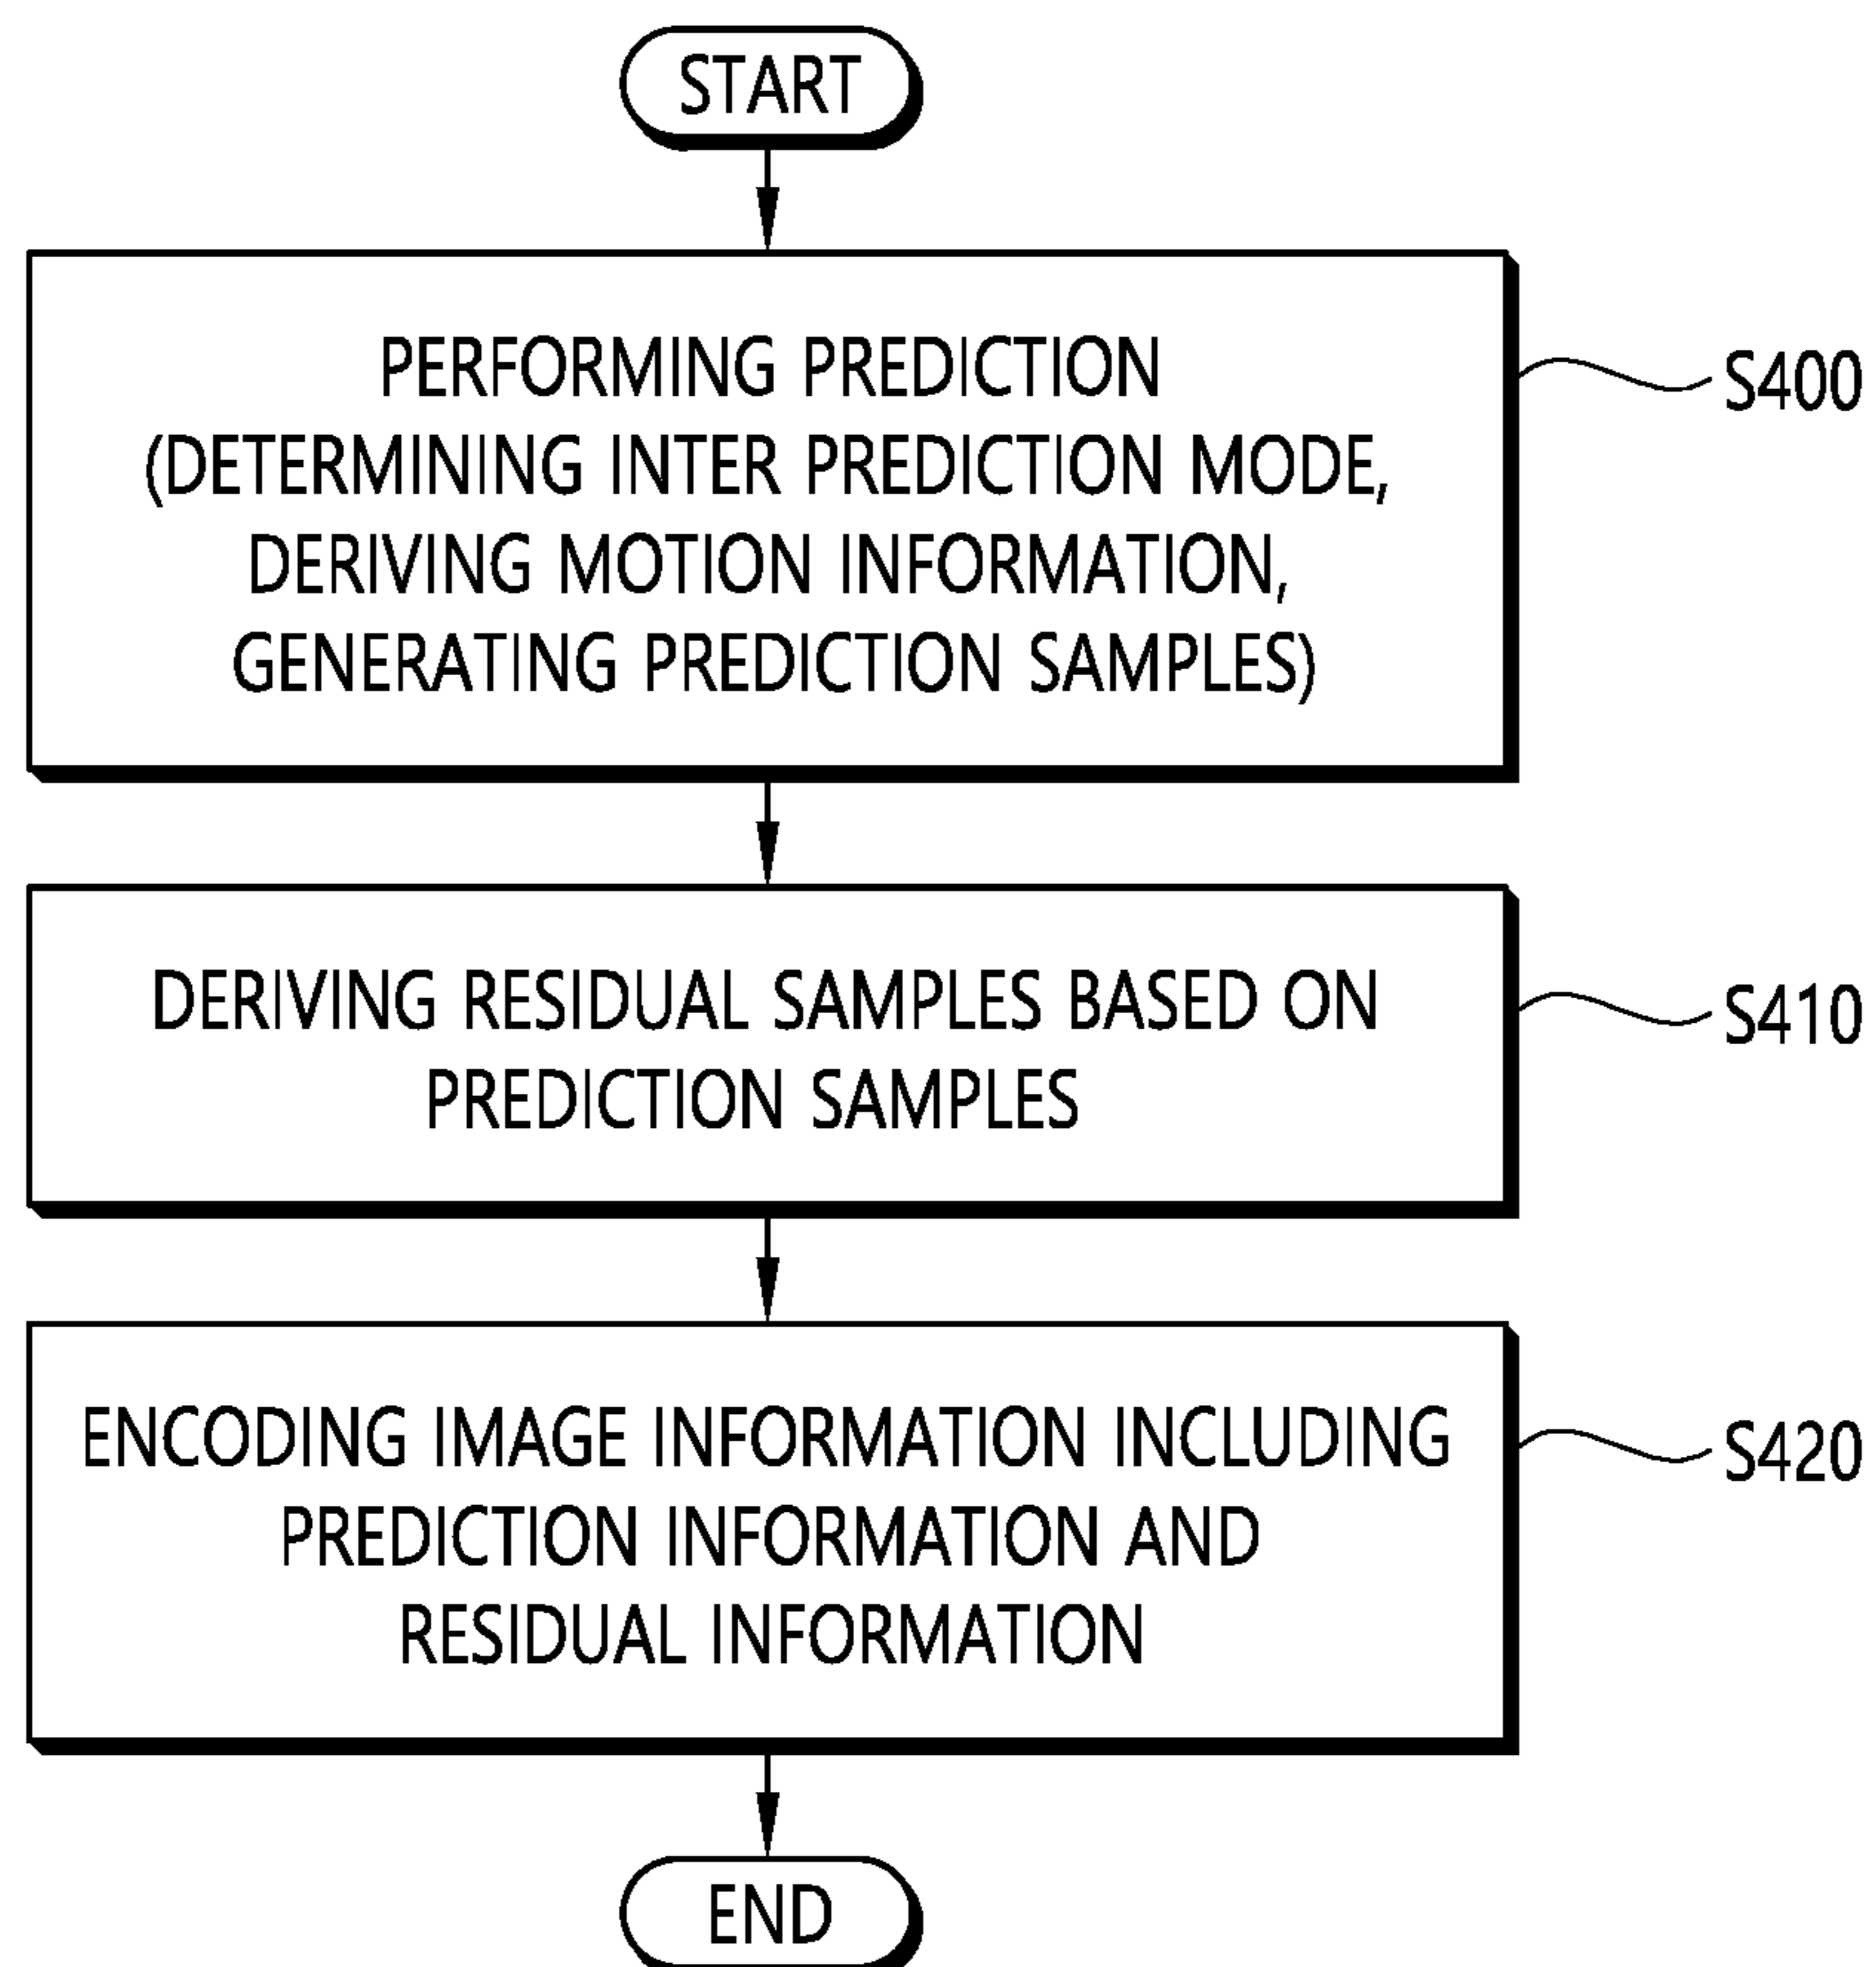 START
PERFORMING PREDICTION
(DETERMINING INTER PREDICTION MODE,
DERIVING MOTION INFORMATION,
GENERATING PREDICTION SAMPLES)
S400
DERIVING RESIDUAL SAMPLES BASED ON
PREDICTION SAMPLES
S410
ENCODING IMAGE INFORMATION INCLUDING
PREDICTION INFORMATION AND
RESIDUAL INFORMATION
S420
END